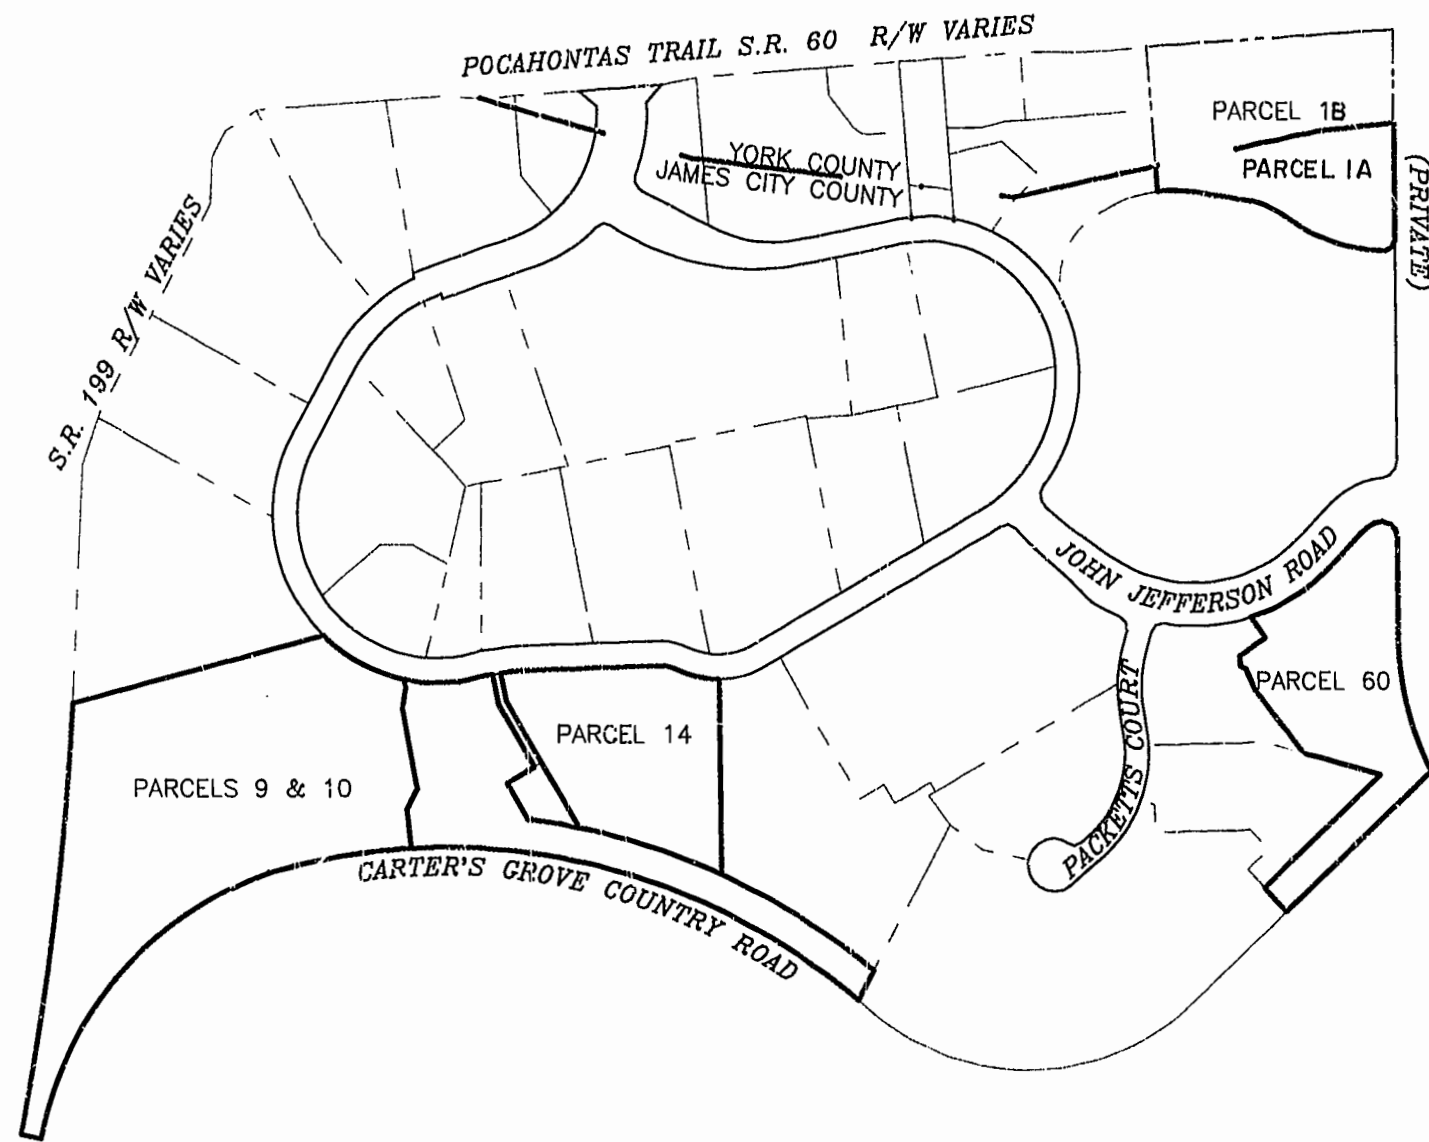 POCAHONTAS TRAIL S.R. 60 R/W VARIES
PARCEL 1B
PARCEL 1A
(PRIVATE)
YORK COUNTY
JAMES CITY COUNTY
S.R. 199 R/W VARIES
JOHN JEFFERSON ROAD
PARCEL 60
PACKETTS COURT
PARCEL 14
PARCELS 9 & 10
CARTER'S GROVE COUNTRY ROAD